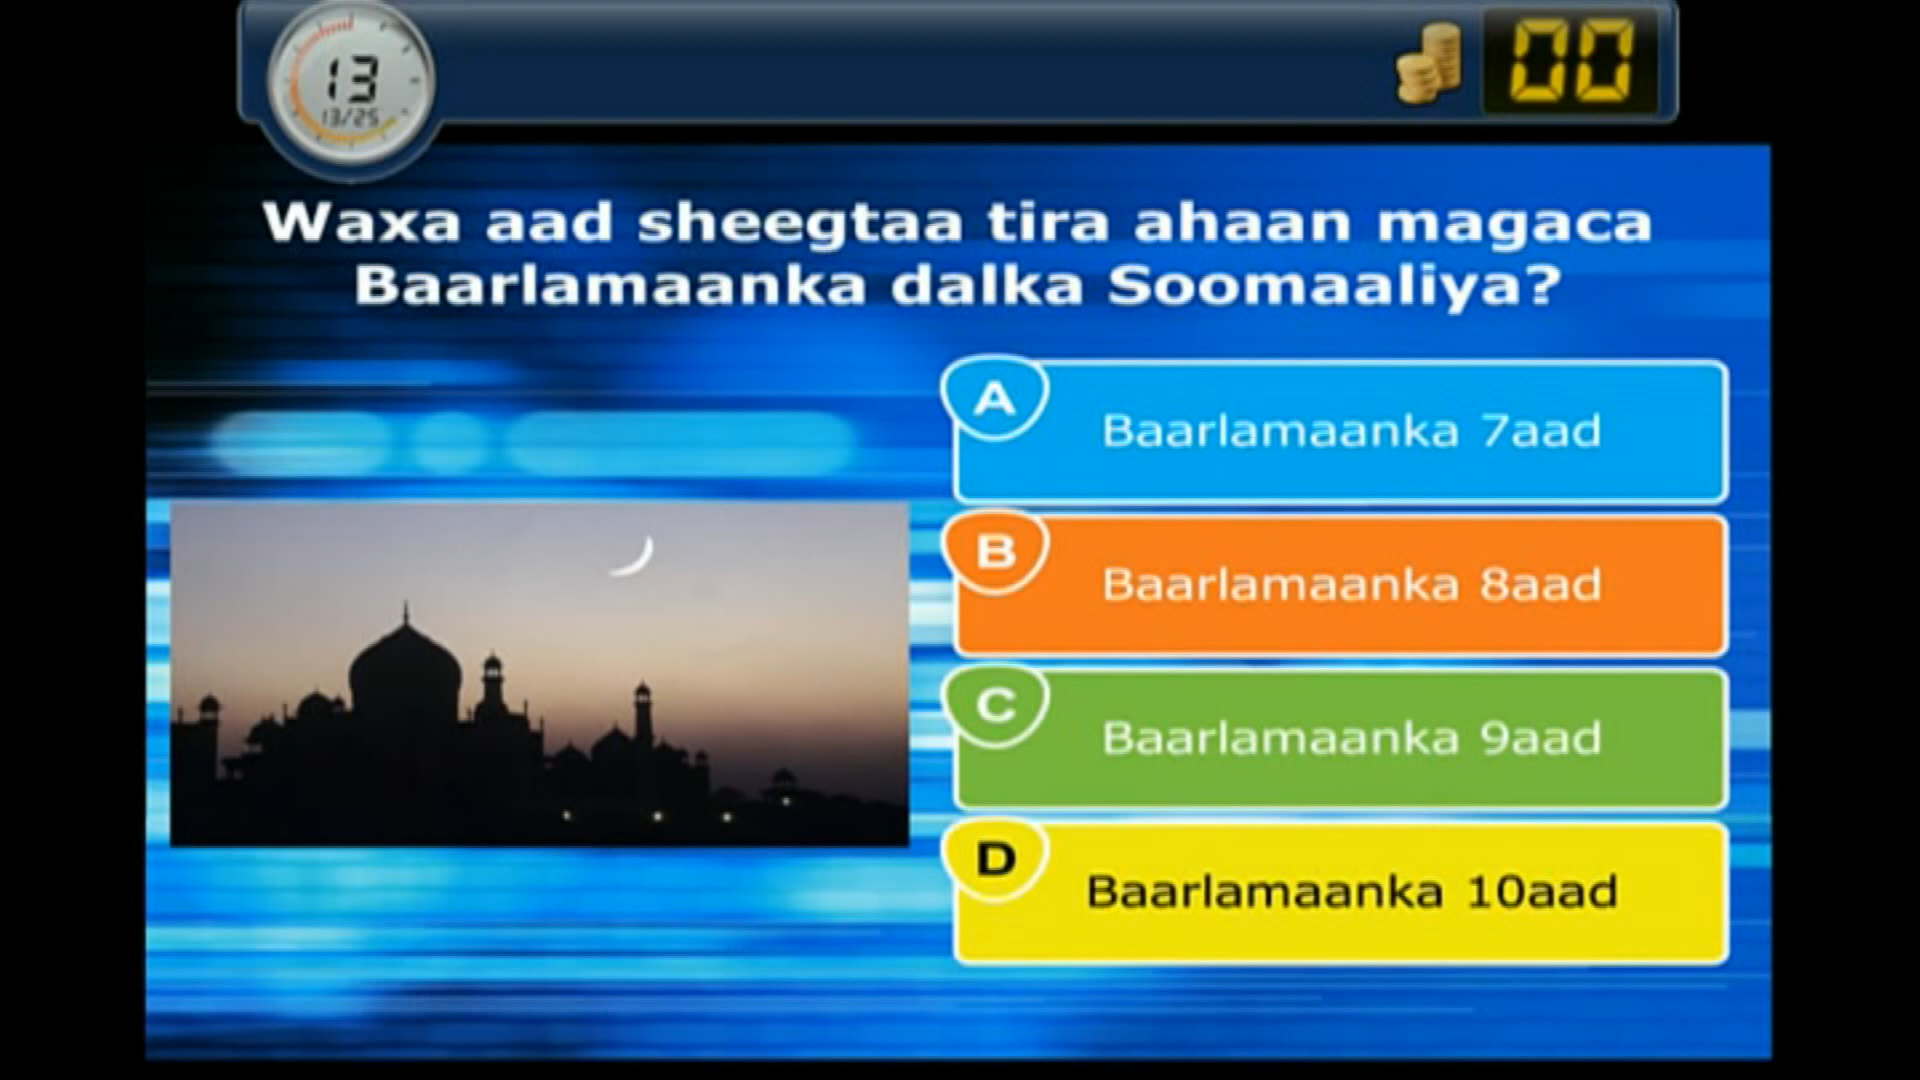 13
13/25
00
Waxa aad sheegtaa tira ahaan magaca
Baarlamaanka dalka Soomaaliya?
A
Baarlamaanka 7aad
B
Baarlamaanka 8aad
C
Baarlamaanka 9aad
D
Baarlamaanka 10aad